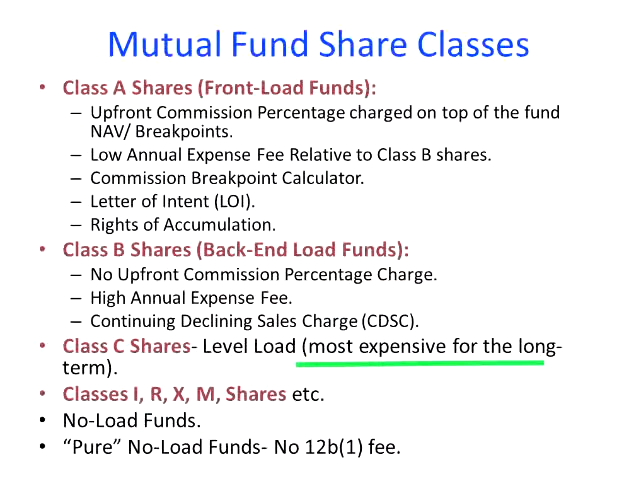 Mutual Fund Share Classes
• Class A Shares (Front-Load Funds):
– Upfront Commission Percentage charged on top of the fund
NAV/ Breakpoints.
– Low Annual Expense Fee Relative to Class B shares.
– Commission Breakpoint Calculator.
– Letter of Intent (LOI).
– Rights of Accumulation.
• Class B Shares (Back-End Load Funds):
– No Upfront Commission Percentage Charge.
– High Annual Expense Fee.
– Continuing Declining Sales Charge (CDSC).
• Class C Shares- Level Load (most expensive for the long-
term).
• Classes I, R, X, M, Shares etc.
• No-Load Funds.
• “Pure” No-Load Funds- No 12b(1) fee.